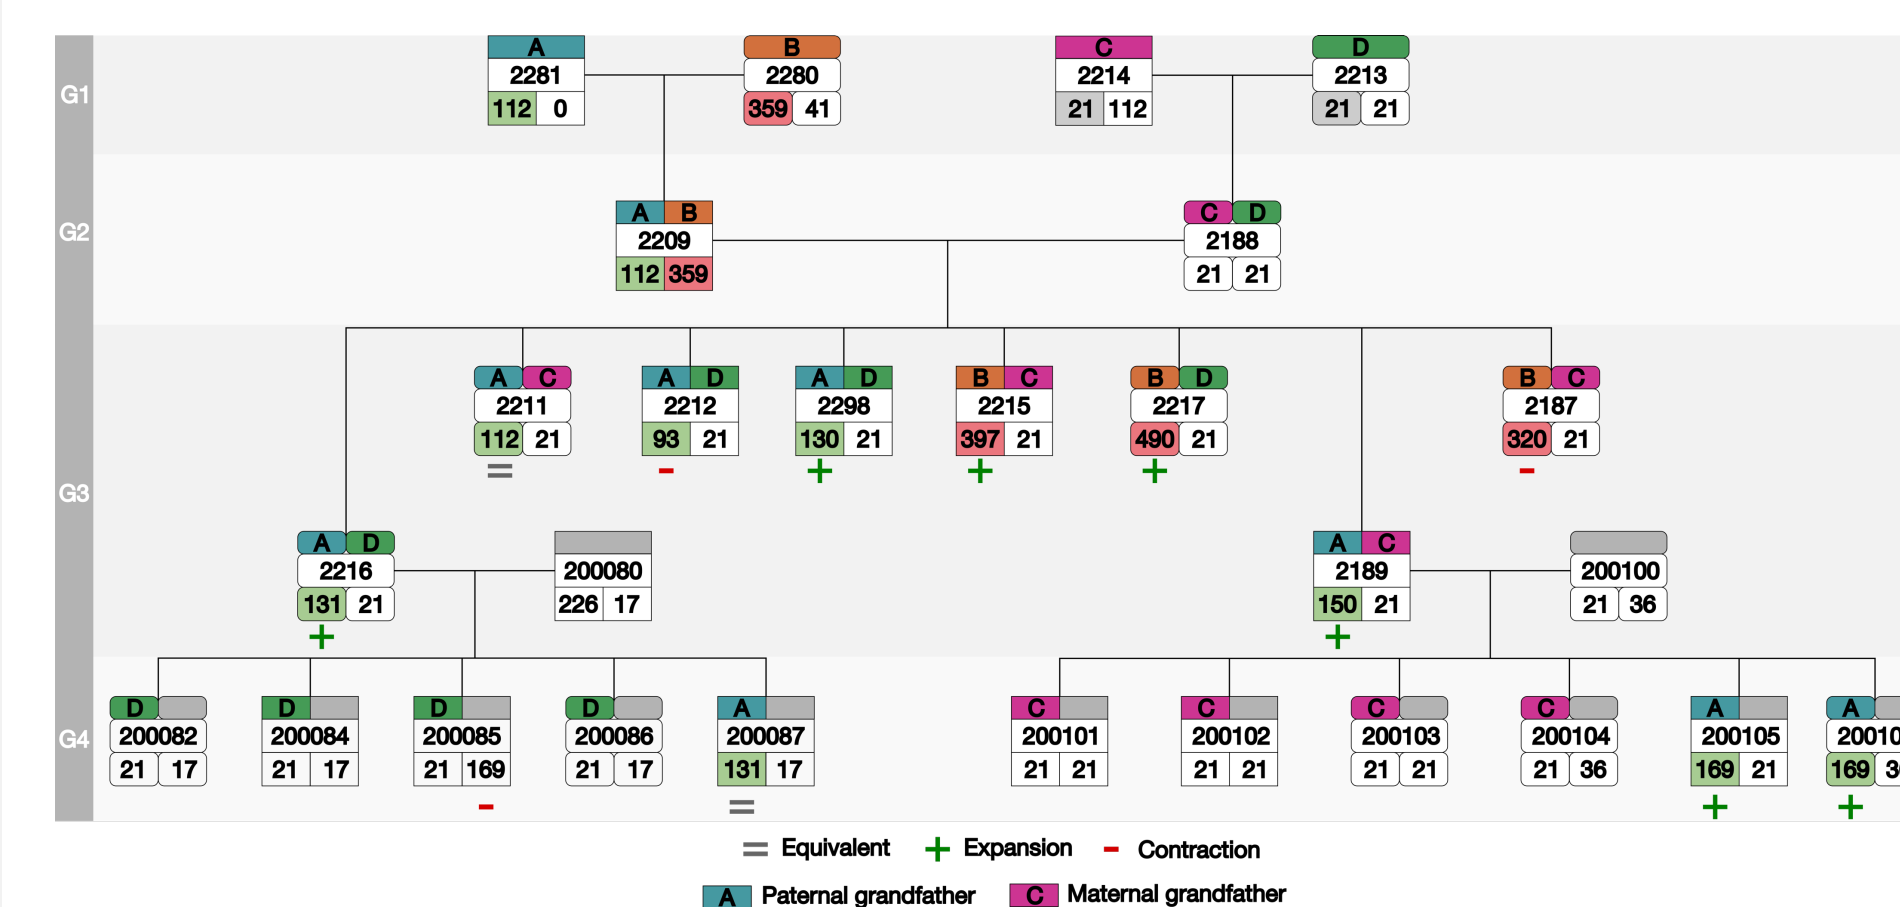 A B C D
2281 2280 2214 2213
G1
112 0 359 41 21 112 21 21
A B C D
G2
2209 2188
112 359 21 21
A C A D A D B C B D B C
2211 2212 2298 2215 2217 2187
112 21 93 21 130 21 397 21 490 21 320 21
= - + + + -
G3
A D A C
2216 200080 2189 200100
131 21 226 17 150 21 21 36
+ +
D D D D A C C C C A A
G4
200082 200084 200085 200086 200087 200101 200102 200103 200104 200105
21 17 21 17 21 169 21 17 131 17 21 21 21 21 21 21 21 36 169 21 169
- = + +
= Equivalent + Expansion - Contraction
A Paternal grandfather C Maternal grandfather